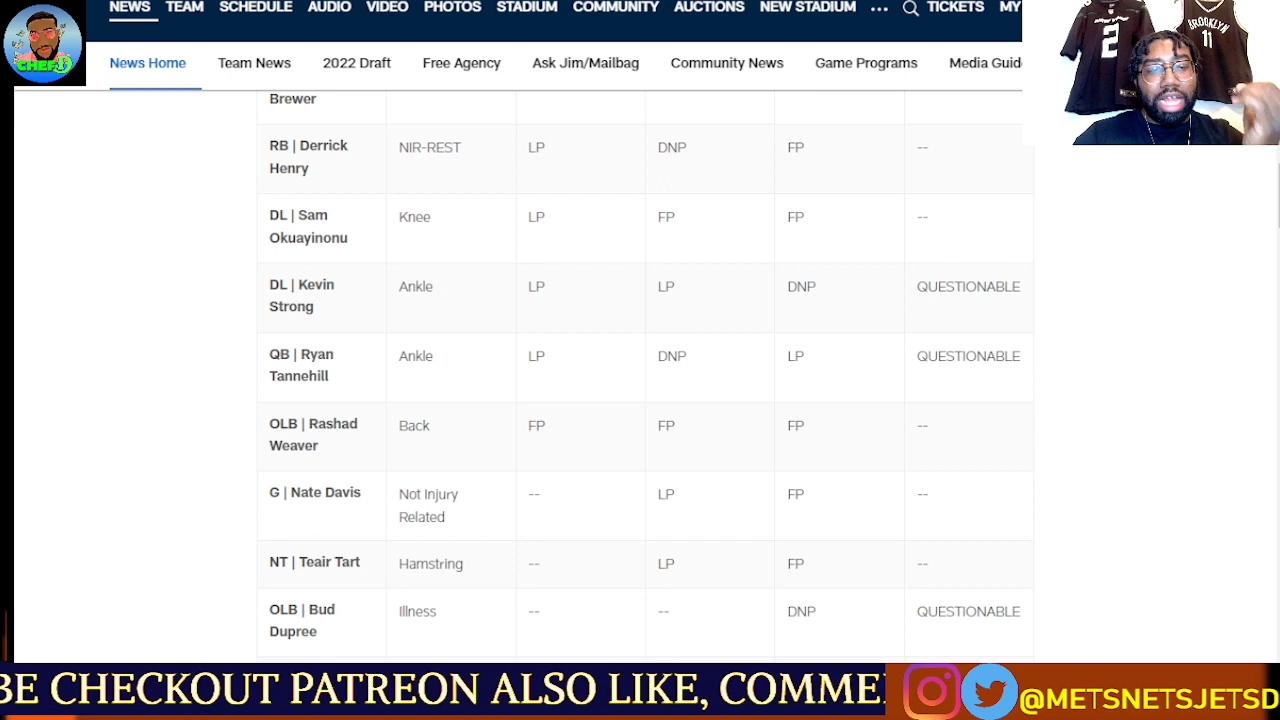 NEWS TEAM SCHEDULE AUDIO VIDEO PHOTOS STADIUM COMMUNITY AUCTIONS NEW STADIUM ... TICKETS MY
CHEF
News Home Team News 2022 Draft Free Agency Ask Jim/Mailbag Community News Game Programs Media Guid
2
BROOKLYN
11
Brewer
RB | Derrick Henry NIR-REST LP DNP FP --
DL | Sam Okuayinonu Knee LP FP FP --
DL | Kevin Strong Ankle LP LP DNP QUESTIONABLE
QB | Ryan Tannehill Ankle LP DNP LP QUESTIONABLE
OLB | Rashad Weaver Back FP FP FP --
G | Nate Davis Not Injury Related -- LP FP --
NT | Teair Tart Hamstring -- LP FP --
OLB | Bud Dupree Illness -- -- DNP QUESTIONABLE
BE CHECKOUT PATREON ALSO LIKE, COMME
@METSNETSJETSD